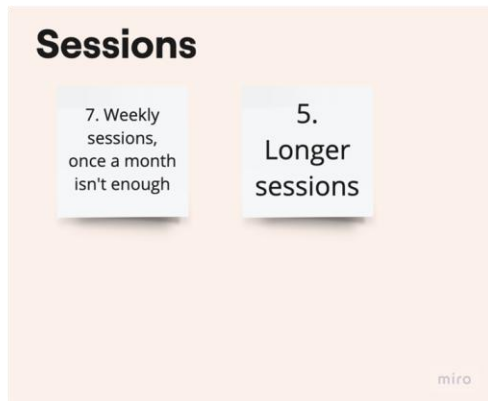 Sessions
7. Weekly
sessions,
once a month
isn't enough
5.
Longer
sessions
miro